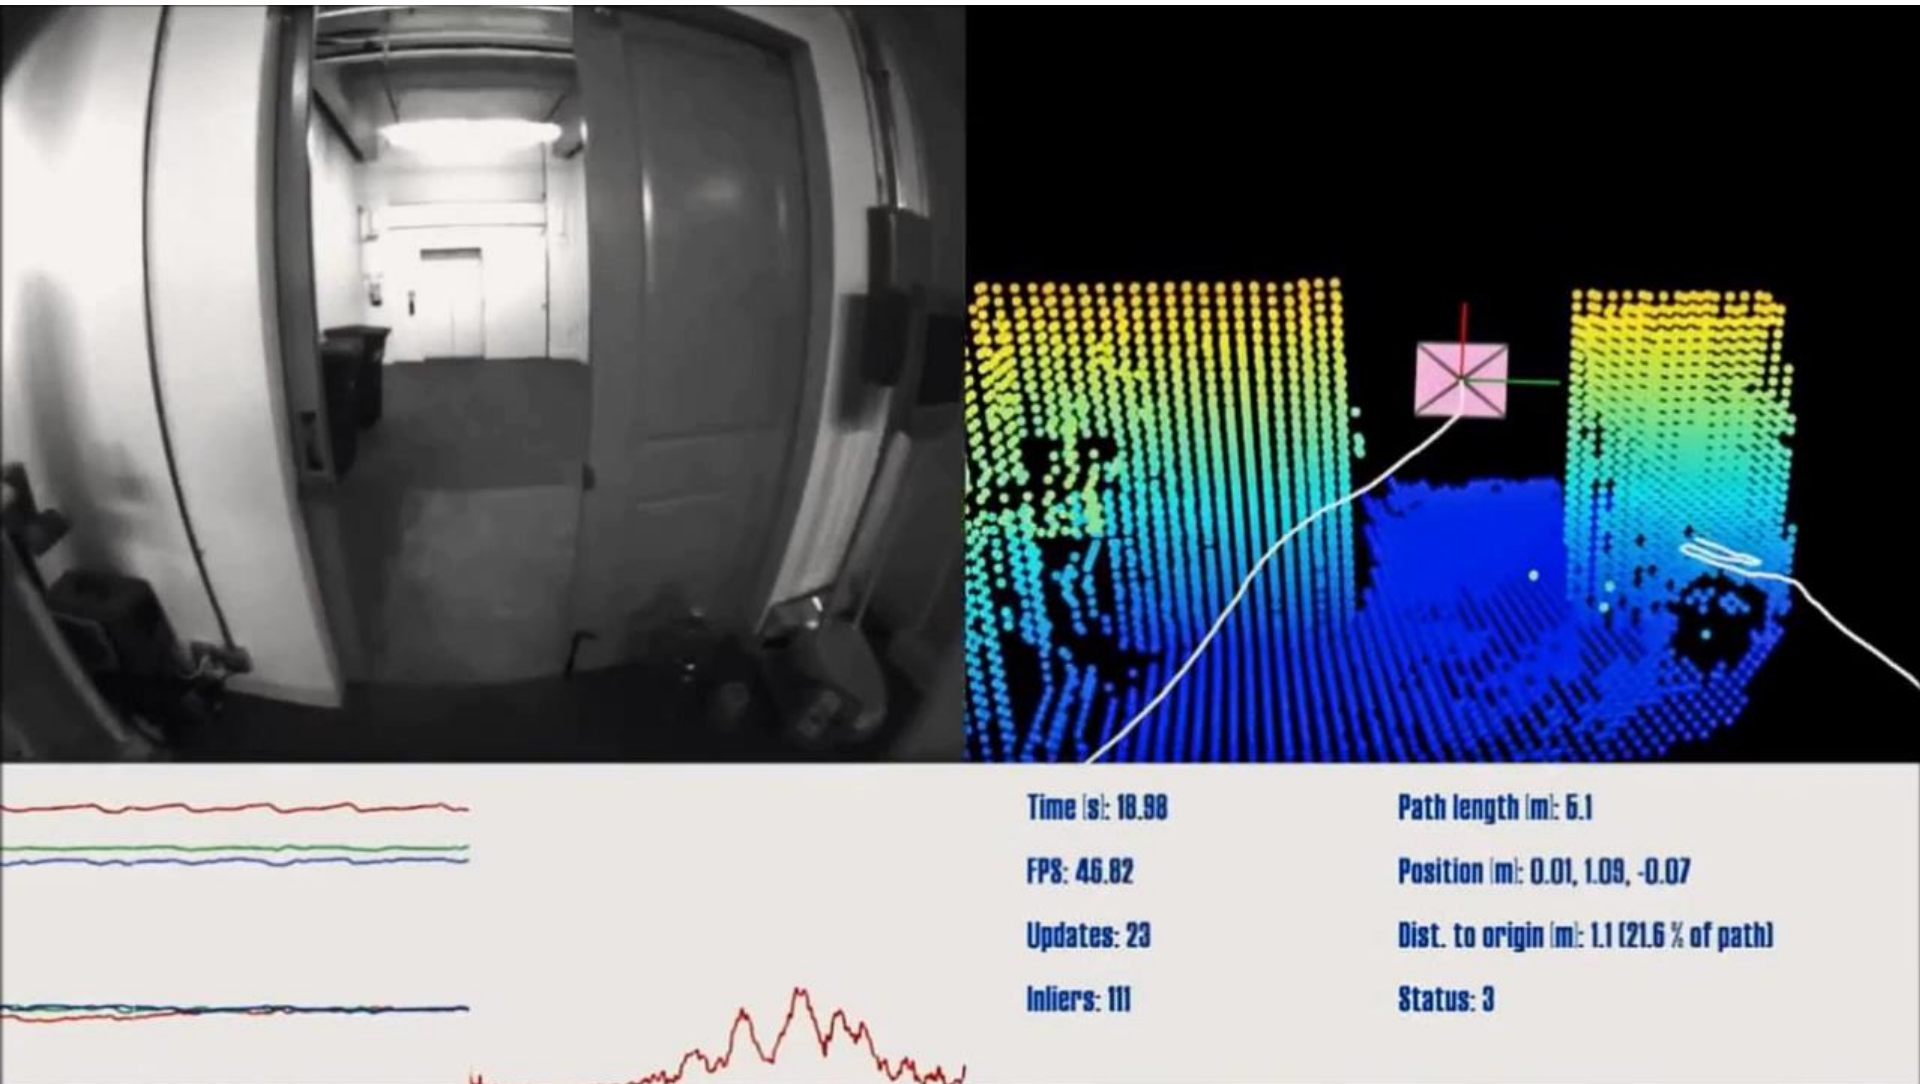 Time (s): 18.98
FPS: 46.82
Updates: 23
Inliers: 111
Path length (m): 5.1
Position (m): 0.01, 1.09, -0.07
Dist. to origin (m): 1.1 (21.6 % of path)
Status: 3